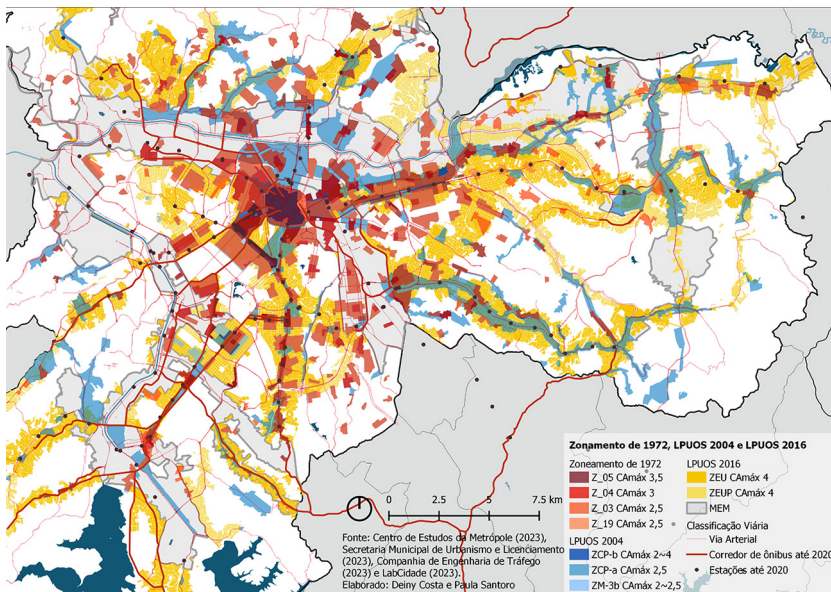 Zonamento de 1972, LPUOS 2004 e LPUOS 2016
Zoneamento de 1972
Z_05 CAmáx 3,5
Z_04 CAmáx 3
Z_03 CAmáx 2,5
Z_19 CAmáx 2,5
LPUOS 2004
ZCP-b CAmáx 2~4
ZCP-a CAmáx 2,5
ZM-3b CAmáx 2~2,5
LPUOS 2016
ZEU CAmáx 4
ZEUP CAmáx 4
MEM
Classificação Viária
Via Arterial
Corredor de ônibus até 2020
Estações até 2020
0 2.5 5 7.5 km
Fonte: Centro de Estudos da Metrópole (2023),
Secretaria Municipal de Urbanismo e Licenciamento
(2023), Companhia de Engenharia de Tráfego
(2023) e LabCidade (2023).
Elaborado: Deiny Costa e Paula Santoro